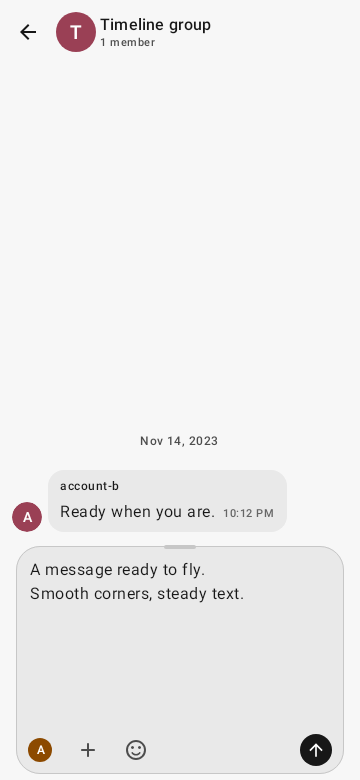 T
Timeline group
1 member
Nov 14, 2023
account-b
A
Ready when you are. 10:12 PM
A message ready to fly.
Smooth corners, steady text.
A